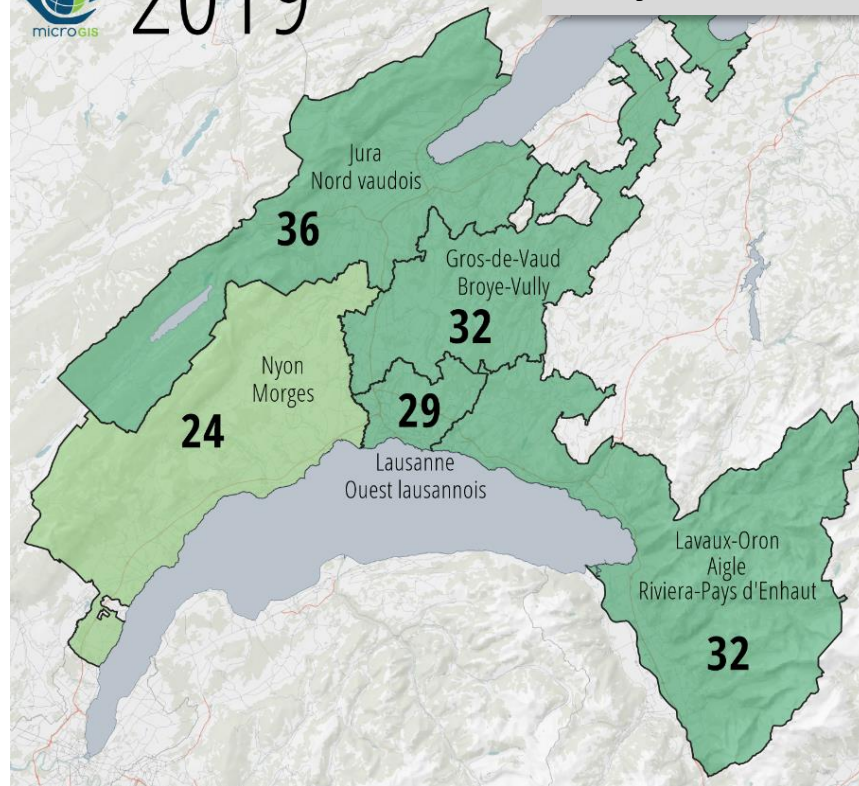 microGIS
2019
Jura
Nord vaudois
36
Gros-de-Vaud
Broye-Vully
32
Nyon
Morges
24
29
Lausanne
Ouest lausannois
Lavaux-Oron
Aigle
Riviera-Pays d'Enhaut
32